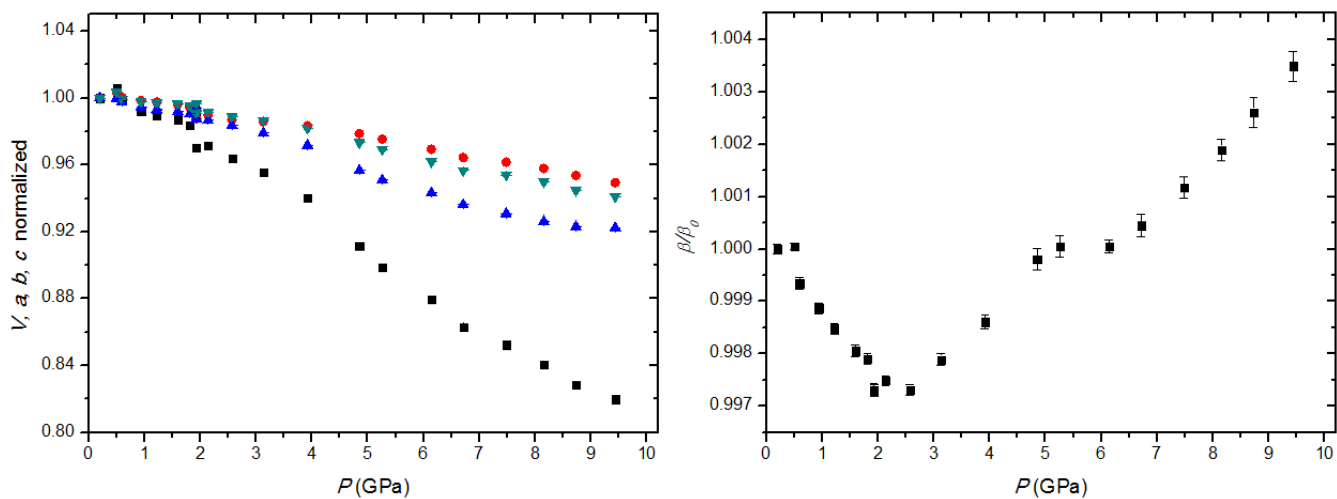 V, a, b, c normalized
1.04
1.00
0.96
0.92
0.88
0.84
0.80
0 1 2 3 4 5 6 7 8 9 10
P (GPa)
β/β₀
1.004
1.003
1.002
1.001
1.000
0.999
0.998
0.997
0 1 2 3 4 5 6 7 8 9 10
P (GPa)